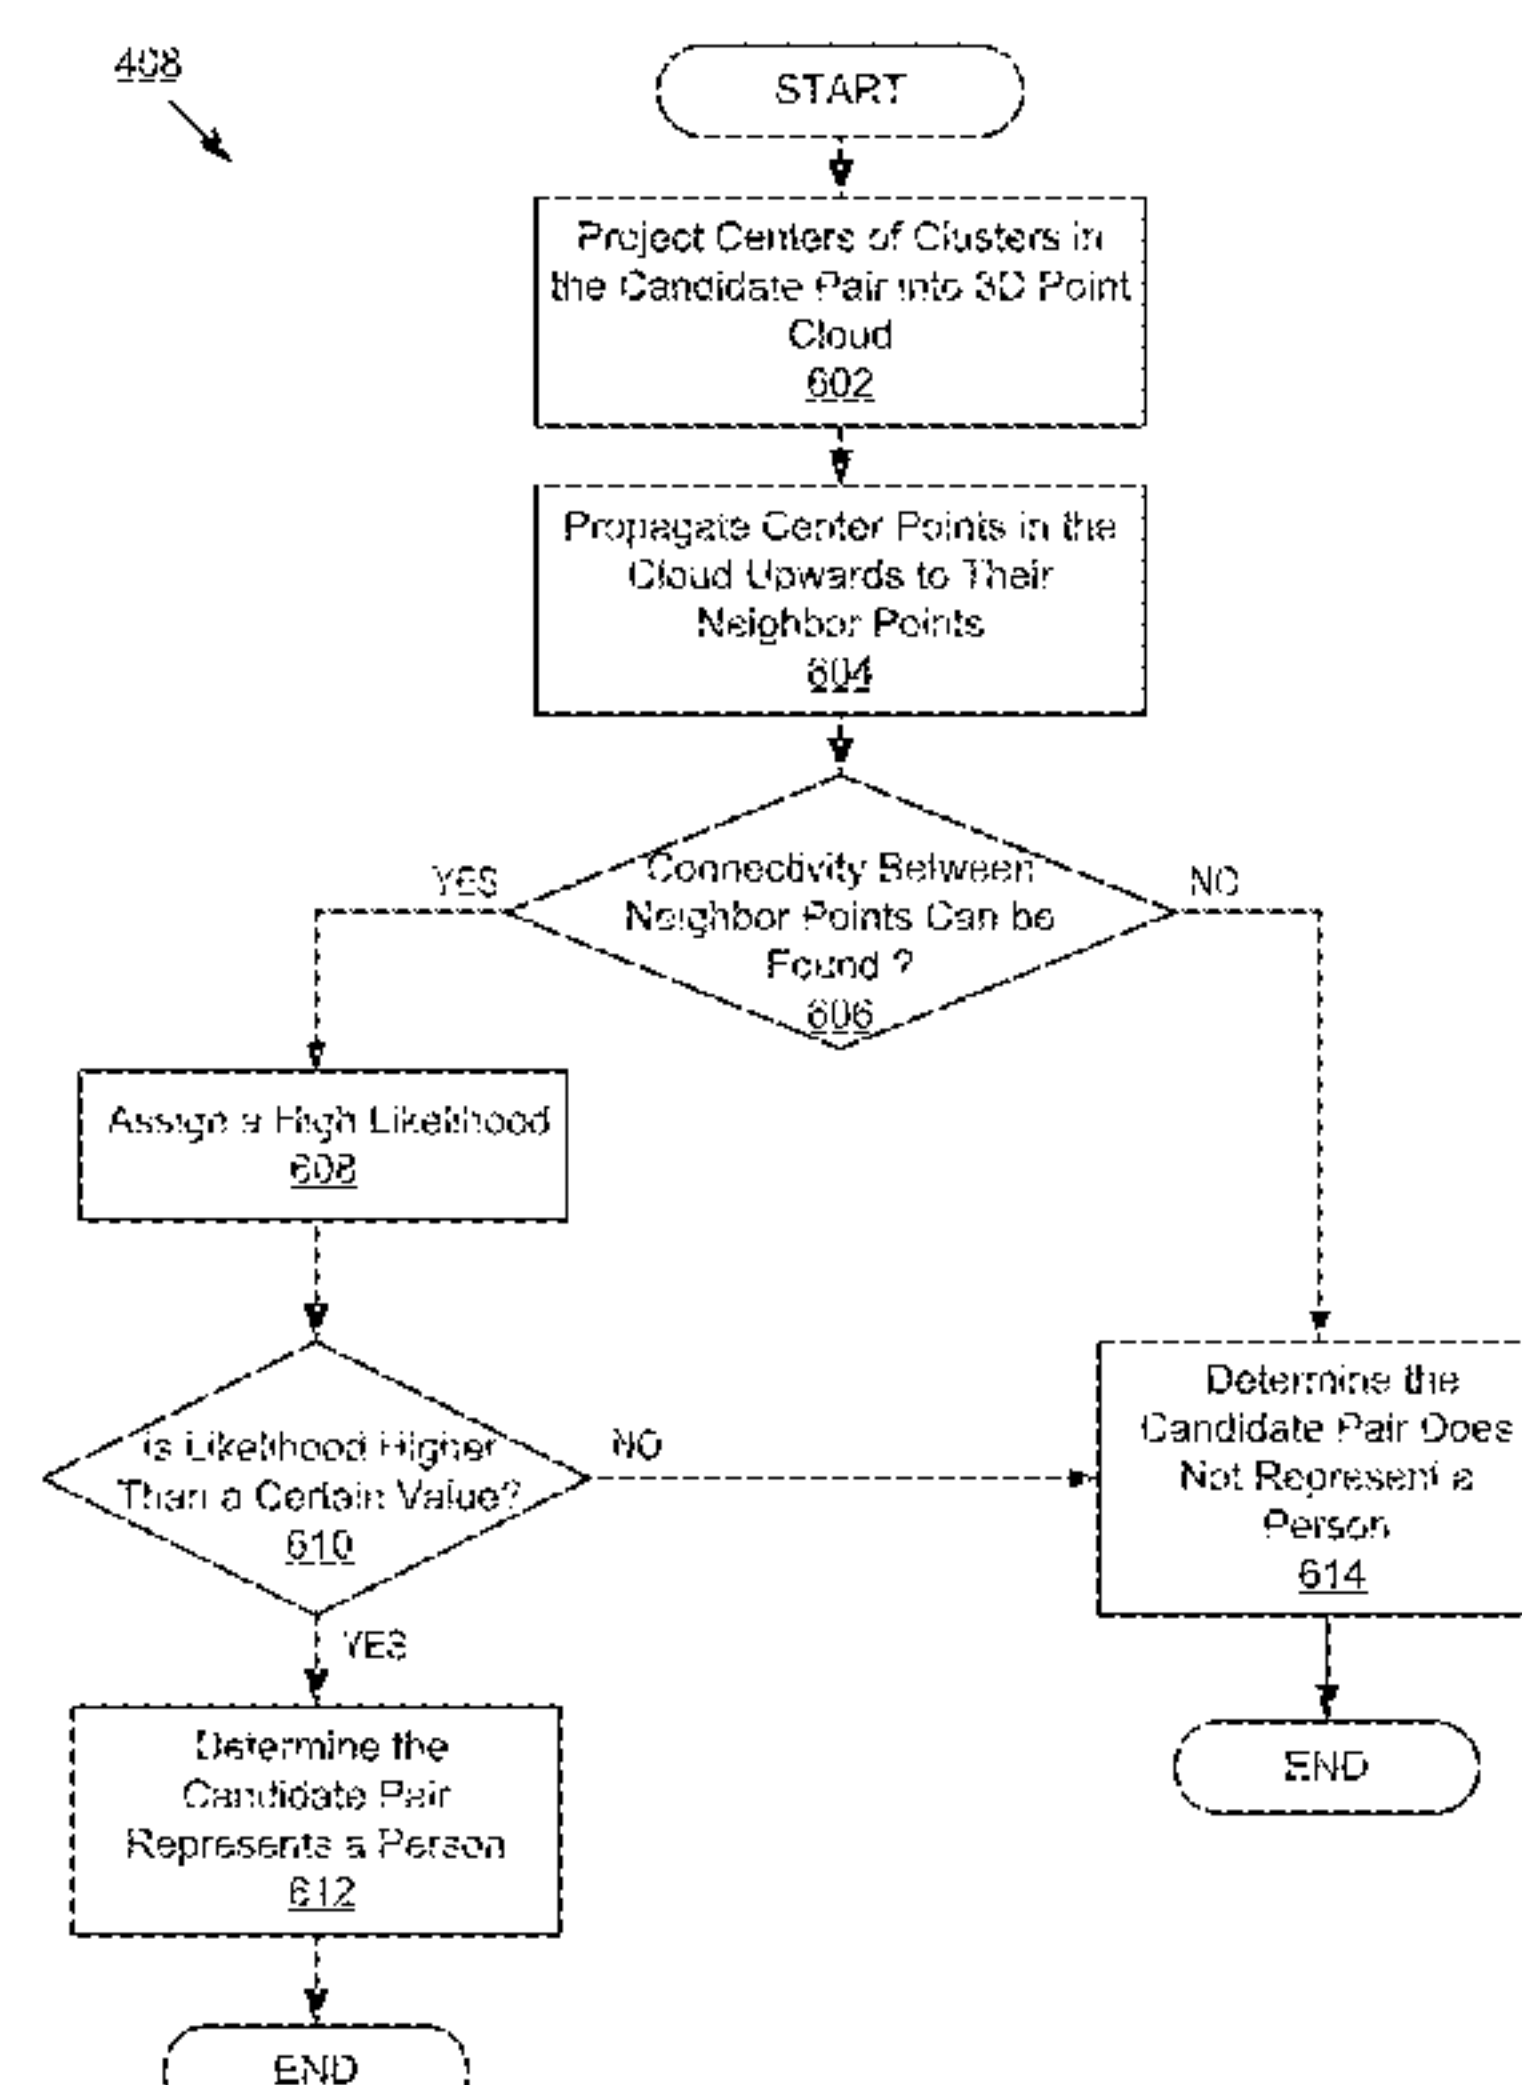 408
START
Project Centers of Clusters in
the Candidate Pair into 3D Point
Cloud
602
Propagate Center Points in the
Cloud Upwards to Their
Neighbor Points
604
Connectivity Between
Neighbor Points Can be
Found ?
606
YES
NO
Assign a High Likelihood
608
Is Likelihood Higher
Than a Certain Value?
610
NO
YES
Determine the
Candidate Pair Does
Not Represent a
Person
614
END
Determine the
Candidate Pair
Represents a Person
612
END